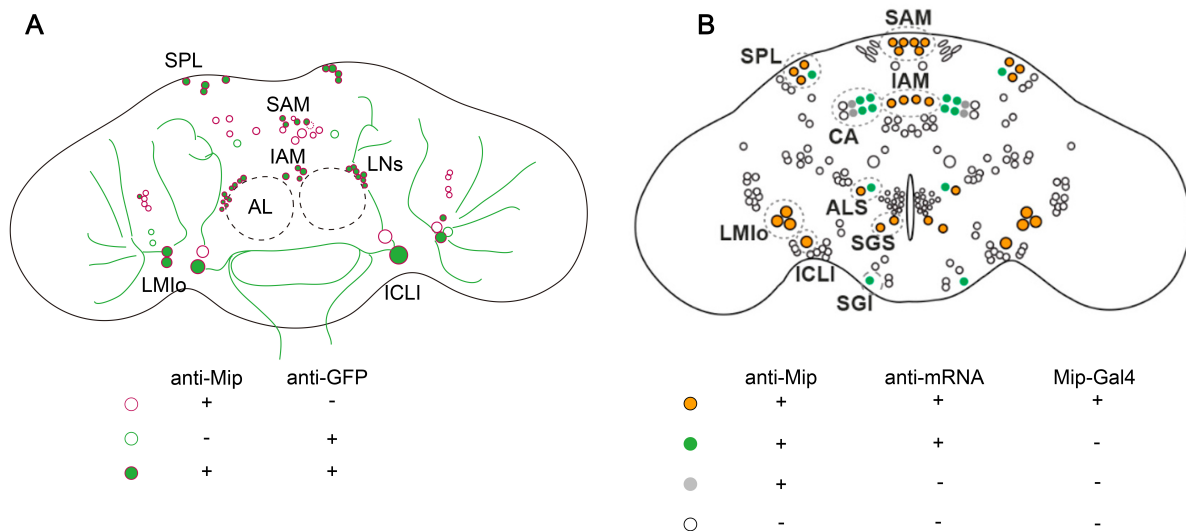 A
SPL
SAM
IAM
LNs
AL
LMIo
ICLI
anti-Mip anti-GFP
+ -
- +
+ +
B
SAM
SPL
IAM
CA
ALS
LMIo
SGS
ICLI
SGI
anti-Mip anti-mRNA Mip-Gal4
+ + +
+ + -
+ - -
- - -